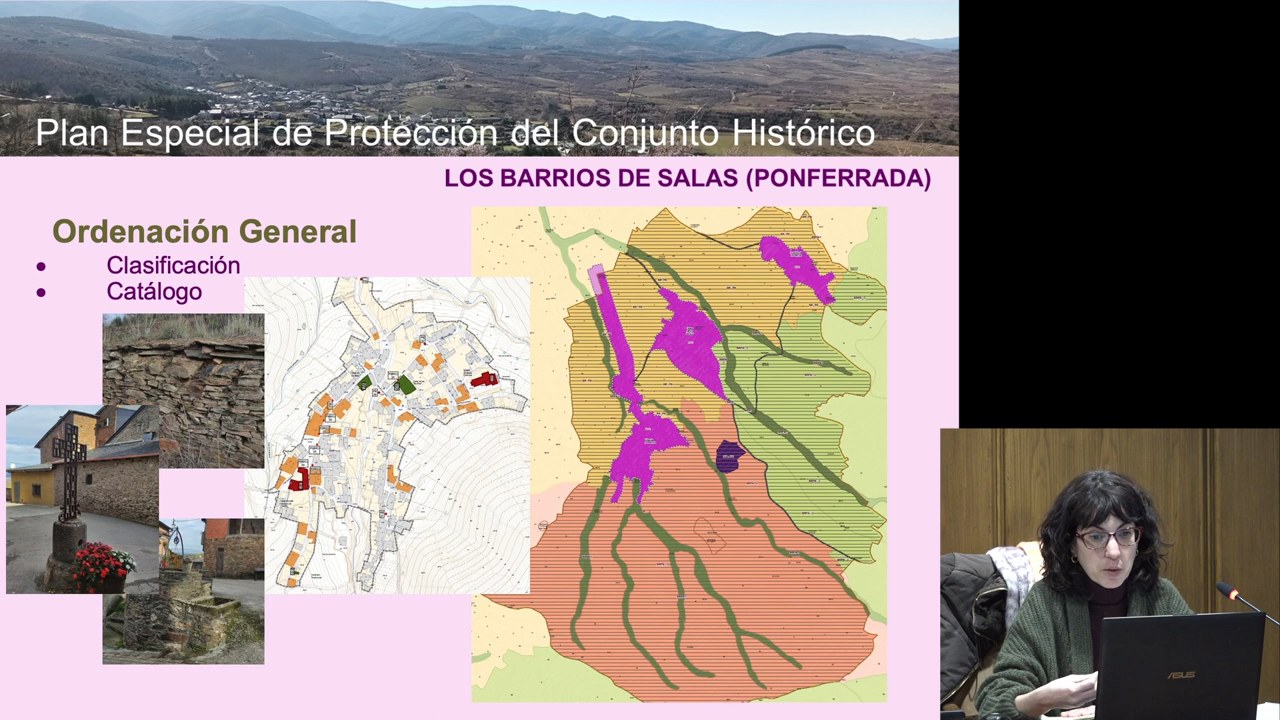 Plan Especial de Protección del Conjunto Histórico
LOS BARRIOS DE SALAS (PONFERRADA)
Ordenación General
• Clasificación
• Catálogo
ASUS